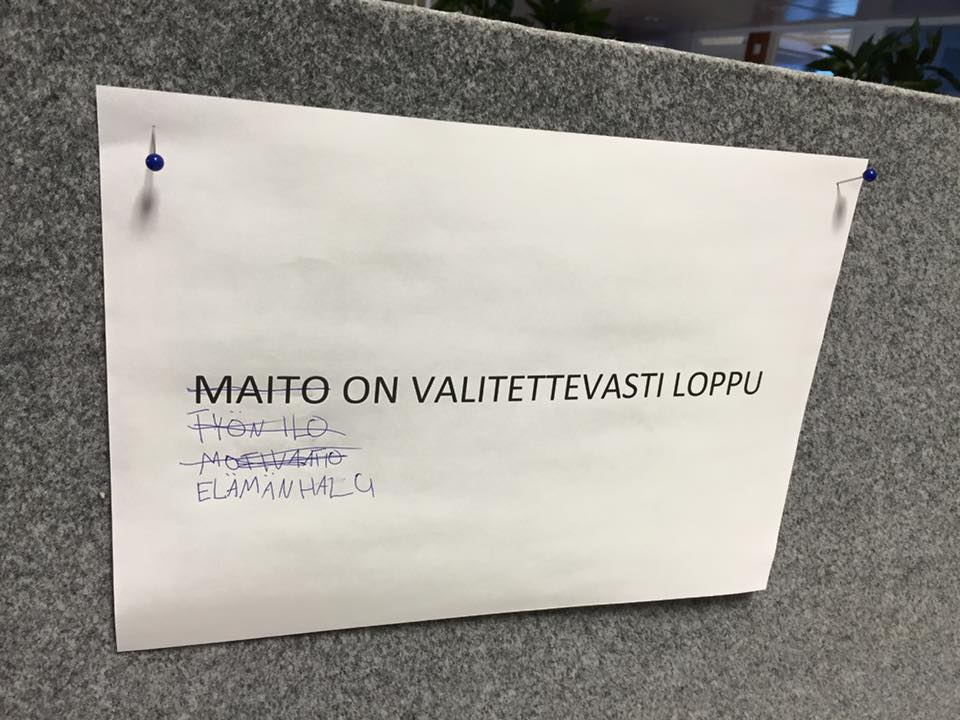 MAITO ON VALITETTEVASTI LOPPU
TYÖN ILO
MOTIVAATIO
ELÄMÄNHALU